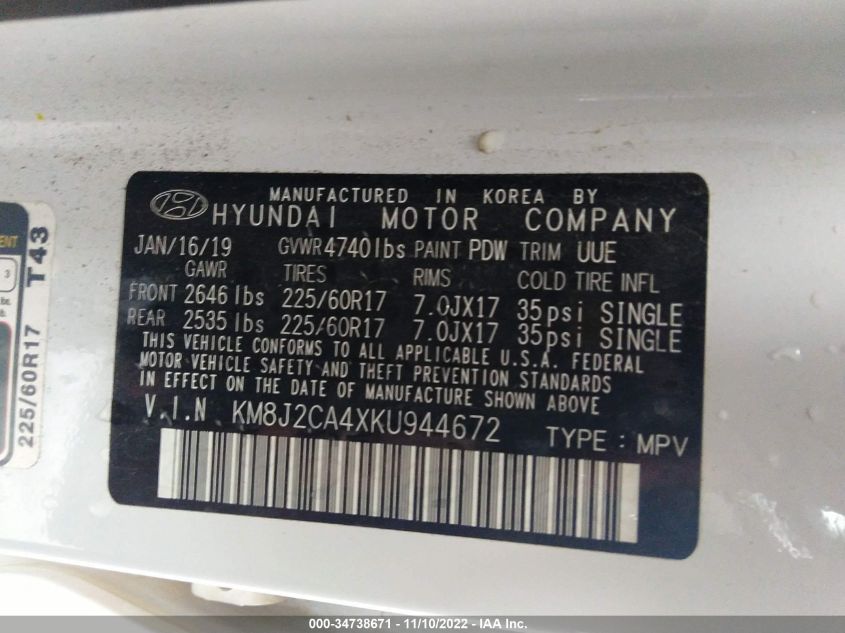 MANUFACTURED IN KOREA BY
HYUNDAI MOTOR COMPANY
JAN/16/19 GVWR 4740lbs PAINT PDW TRIM UUE
GAWR TIRES RIMS COLD TIRE INFL
FRONT 2646 lbs 225/60R17 7.0JX17 35psi SINGLE
REAR 2535 lbs 225/60R17 7.0JX17 35psi SINGLE
THIS VEHICLE CONFORMS TO ALL APPLICABLE U.S.A. FEDERAL
MOTOR VEHICLE SAFETY AND THEFT PREVENTION STANDARDS
IN EFFECT ON THE DATE OF MANUFACTURE SHOWN ABOVE
V.I.N KM8J2CA4XKU944672 TYPE : MPV
3
225/60R17 T43
000-34738671 - 11/10/2022 - IAA Inc.